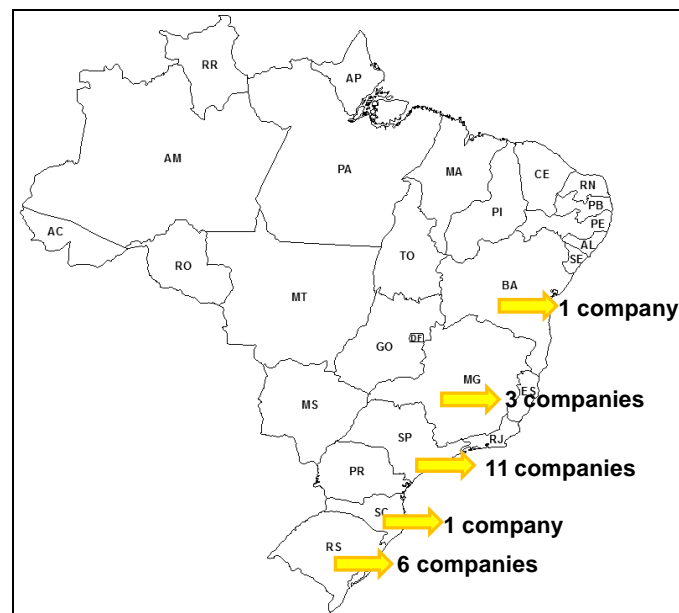 RR
AP
AM
PA
MA
CE
RN
PB
PI
PE
AC
AL
TO
SE
RO
BA
MT
1 company
DF
GO
MG
ES
3 companies
MS
SP
RJ
PR
11 companies
SC
1 company
RS
6 companies